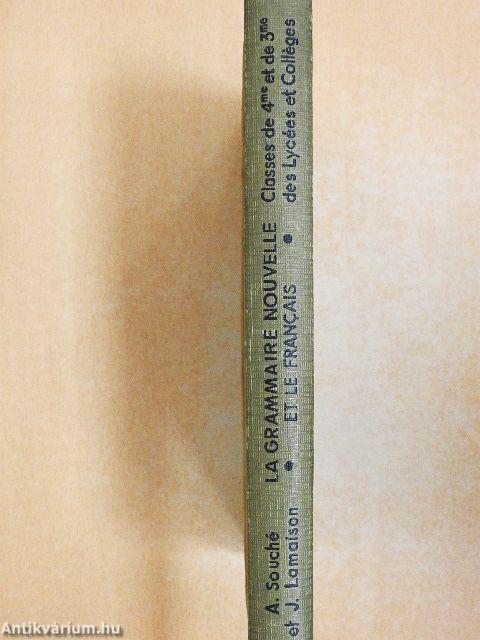 A. Souché
et J. Lamaison
LA GRAMMAIRE NOUVELLE
• ET LE FRANÇAIS •
Classes de 4me et de 3me
des Lycées et Collèges
Antikvárium.hu